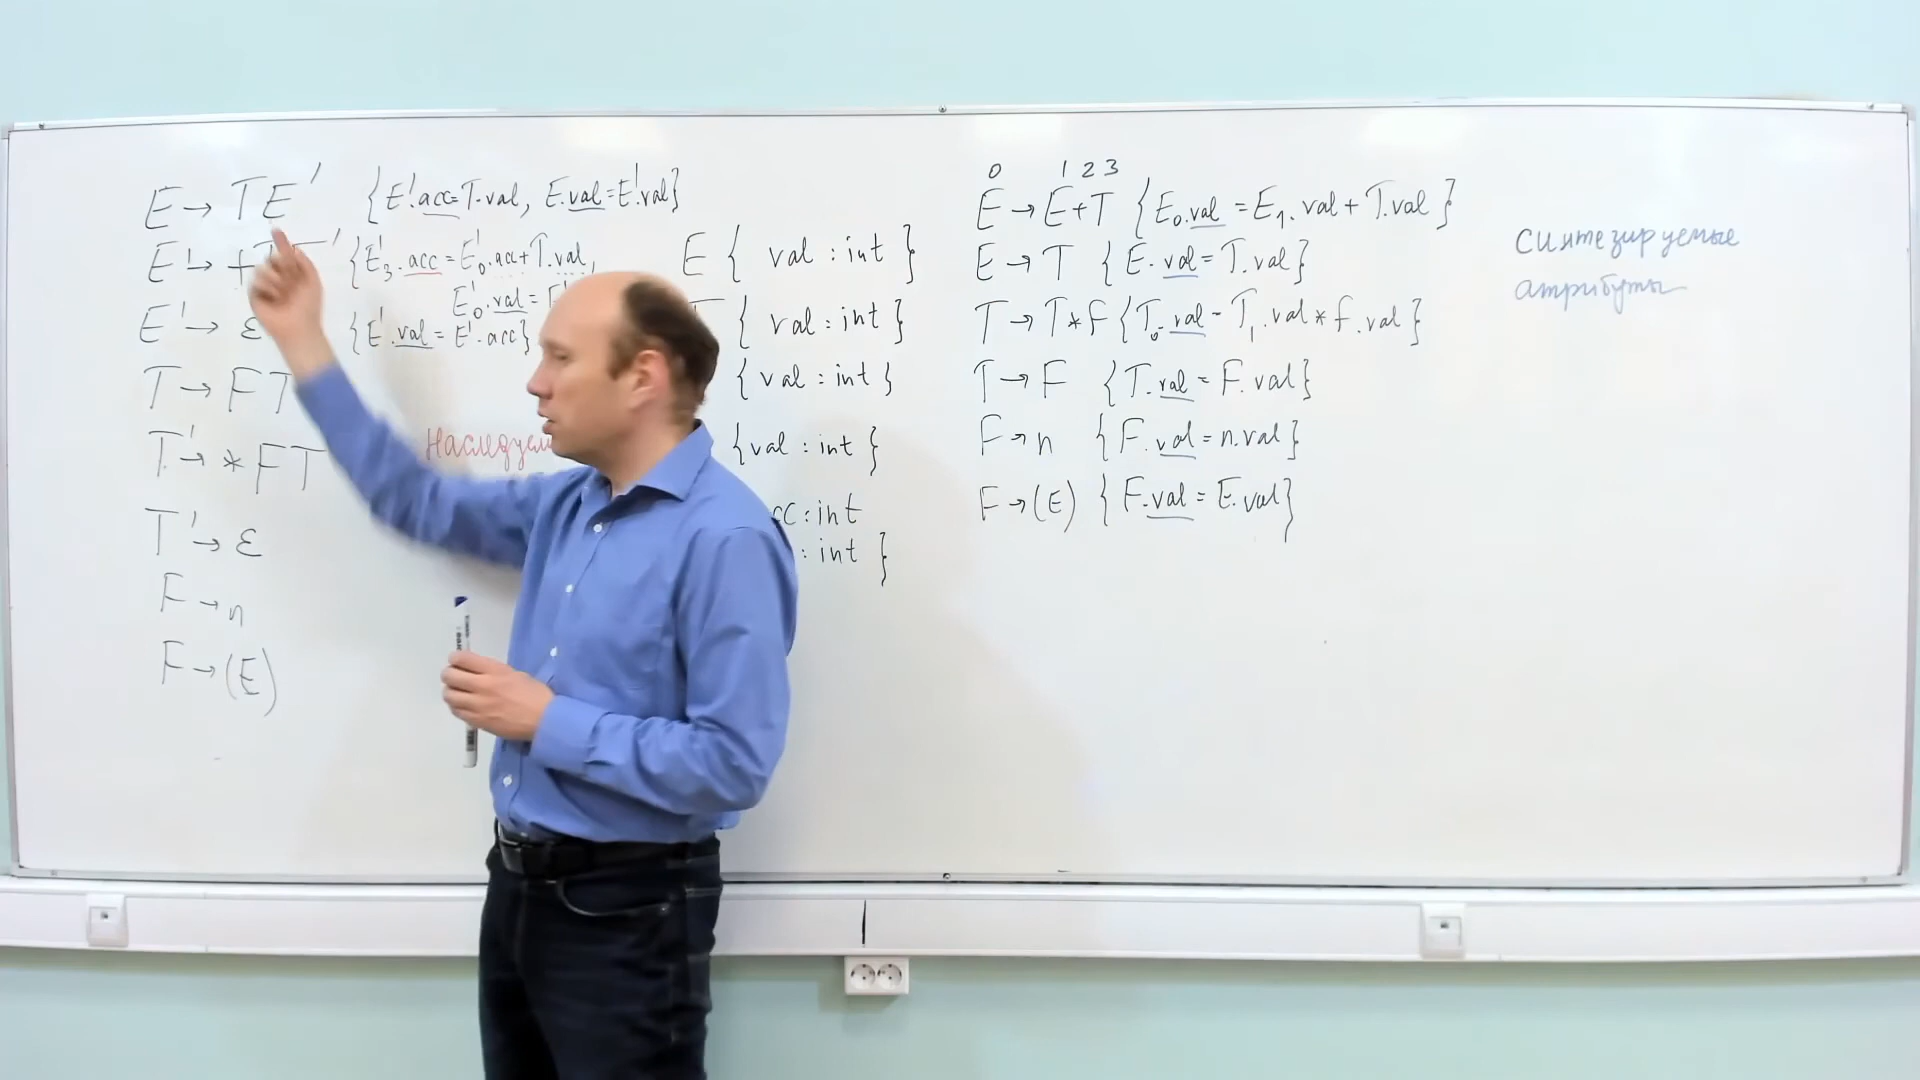 E → TE' {E'.acc=T.val, E.val=E'.val}
E' → + {E'₃.acc=E'₀.acc+T.val,
E'₀.val=
E' → ε {E'.val=E'.acc}
T → FT
T' → *FT
T' → ε
F → n
F → (E)
E { val : int }
{ val : int }
{ val : int }
{ val : int }
: int
: int }
0 1 2 3
E → E+T {E₀.val = E₁.val + T.val}
E → T {E.val = T.val}
T → T*F {T₀.val = T₁.val * F.val}
T → F {T.val = F.val}
F → n {F.val = n.val}
F → (E) {F.val = E.val}
синтезируемые
атрибуты